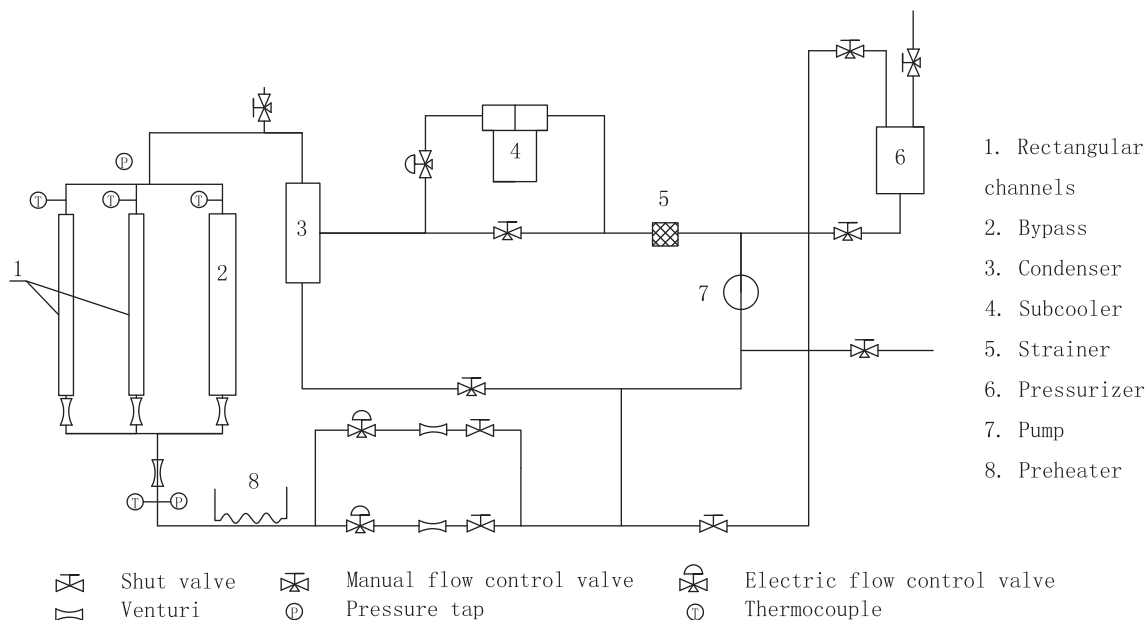 P
T
T
T
1
2
3
4
5
6
7
8
T
P
1. Rectangular
channels
2. Bypass
3. Condenser
4. Subcooler
5. Strainer
6. Pressurizer
7. Pump
8. Preheater
Shut valve
Manual flow control valve
Electric flow control valve
Venturi
P Pressure tap
T Thermocouple